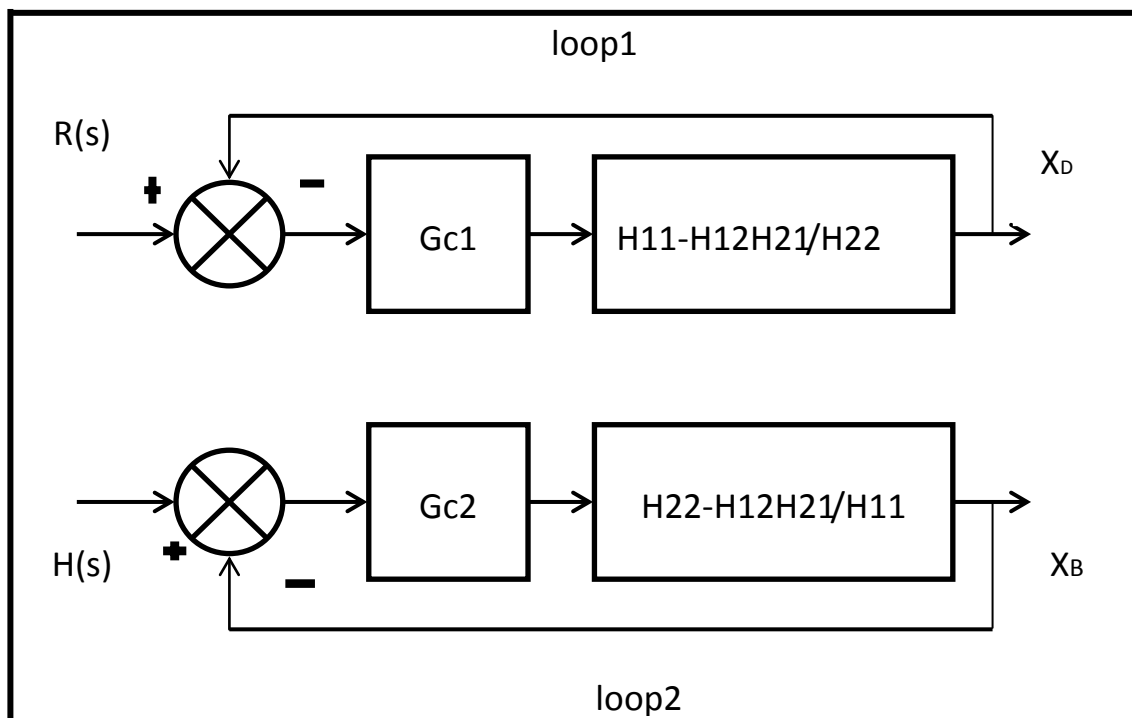 loop1
R(s)
+
−
Gc1
H11-H12H21/H22
XD
H(s)
+
−
Gc2
H22-H12H21/H11
XB
loop2